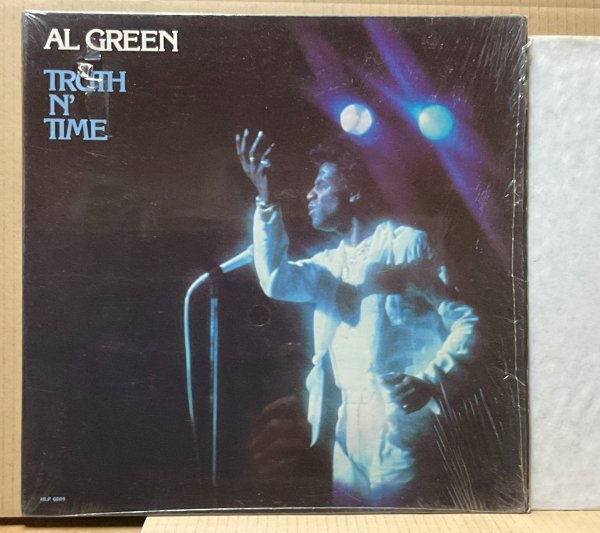 AL GREEN
TRUTH
N'
TIME
HLP 6009